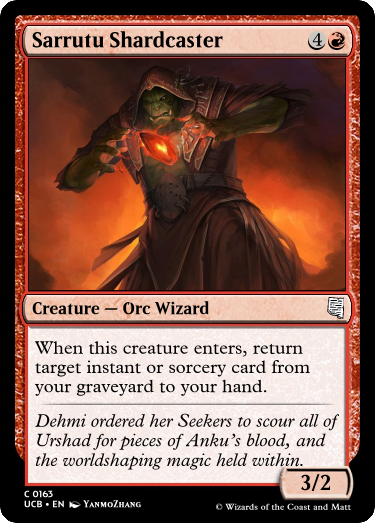 Sarrutu Shardcaster 4
Creature — Orc Wizard
When this creature enters, return
target instant or sorcery card from
your graveyard to your hand.
Dehmi ordered her Seekers to scour all of
Urshad for pieces of Anku's blood, and
the worldshaping magic held within.
3/2
C 0163
UCB • EN YanmoZhang
© Wizards of the Coast and Matt